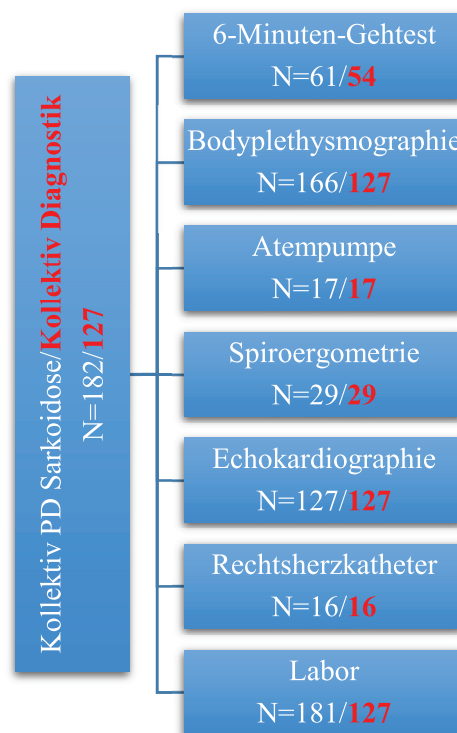 Kollektiv PD Sarkoidose/Kollektiv Diagnostik
N=182/127
6-Minuten-Gehtest
N=61/54
Bodyplethysmographie
N=166/127
Atempumpe
N=17/17
Spiroergometrie
N=29/29
Echokardiographie
N=127/127
Rechtsherzkatheter
N=16/16
Labor
N=181/127